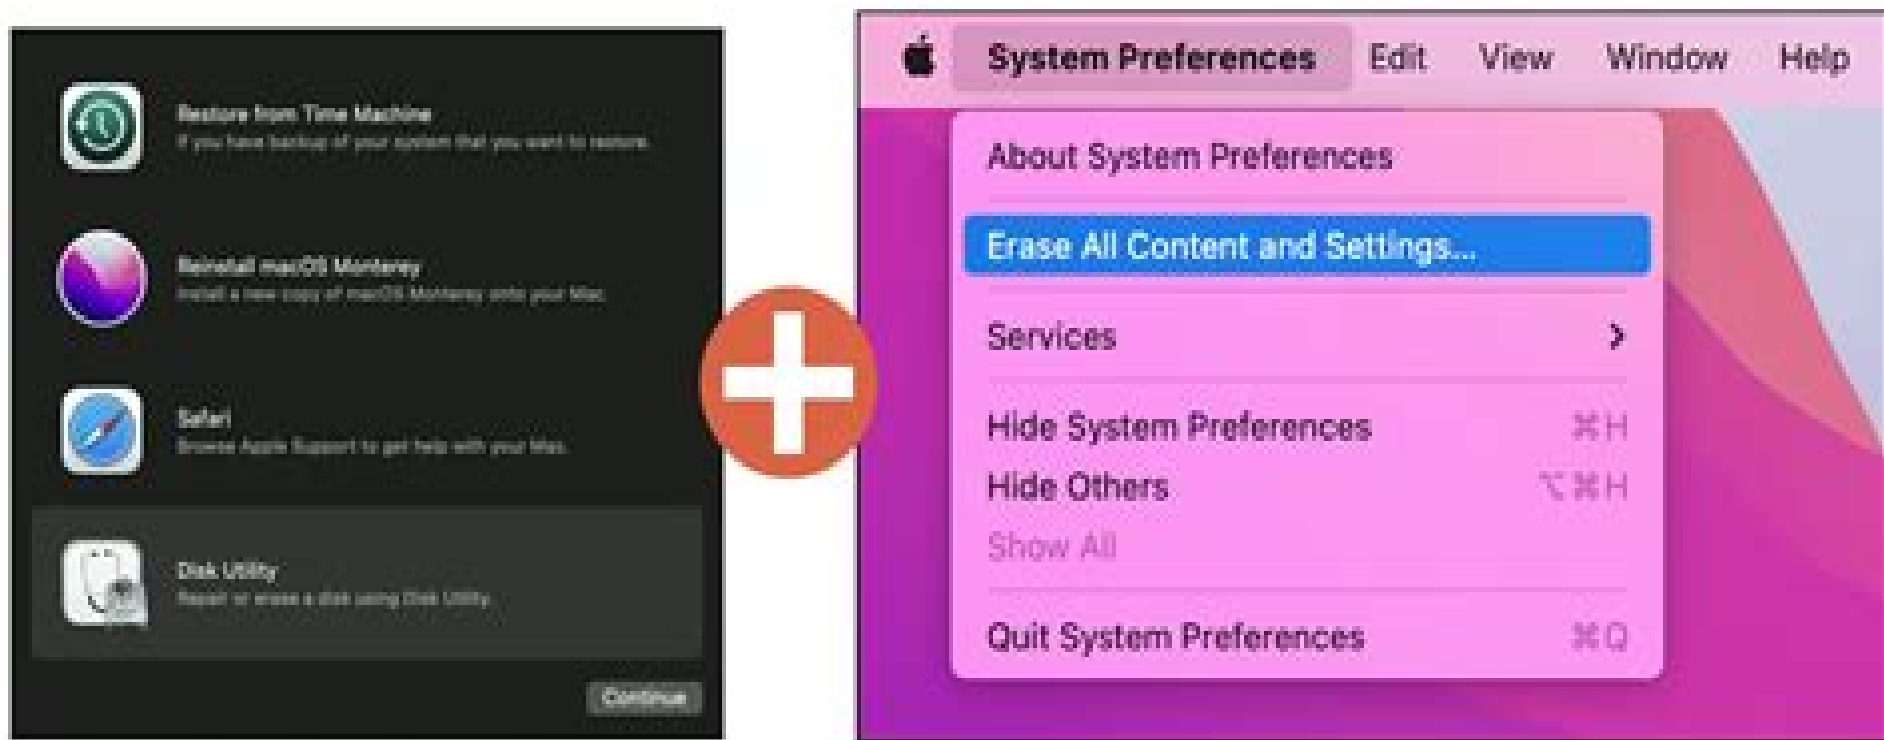 Restore from Time Machine
If you have backup of your system that you want to restore.
Reinstall macOS Monterey
Install a new copy of macOS Monterey onto your Mac.
Safari
Browse Apple Support to get help with your Mac.
Disk Utility
Repair or erase a disk using Disk Utility.
Continue
System Preferences Edit View Window Help
About System Preferences
Erase All Content and Settings...
Services
Hide System Preferences ⌘H
Hide Others ⌥⌘H
Show All
Quit System Preferences ⌘Q